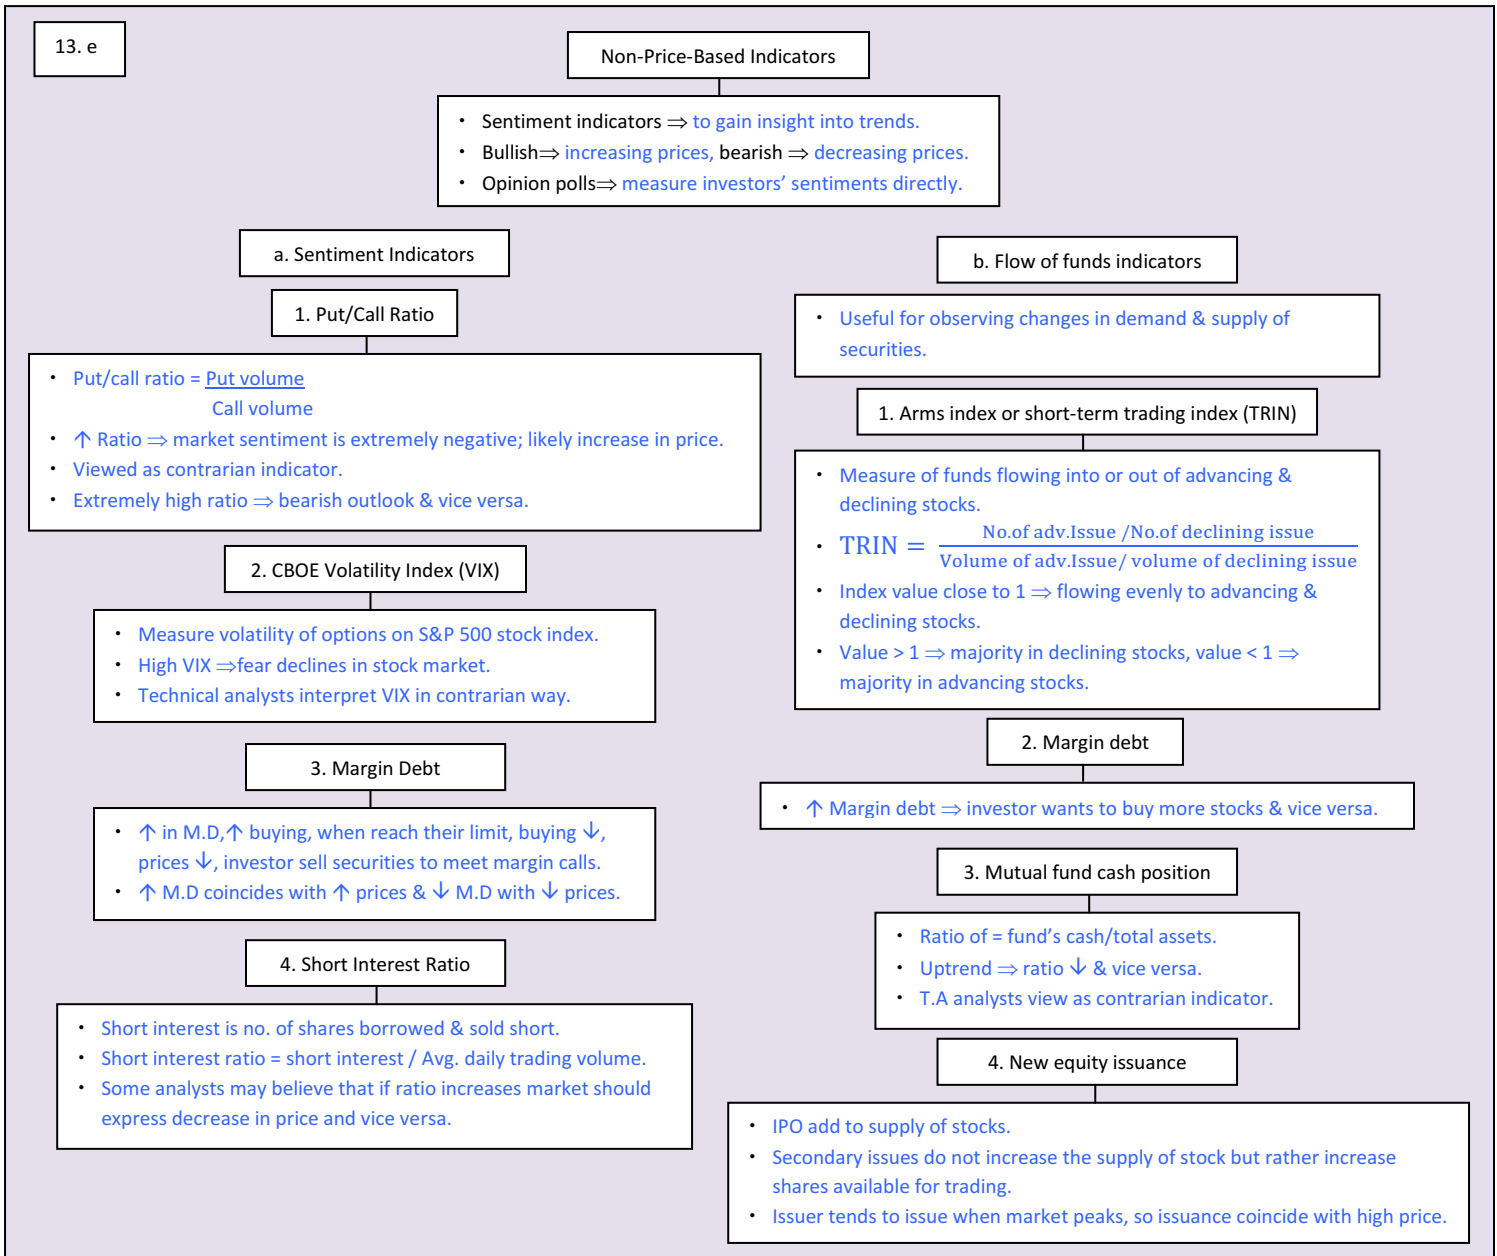 13. e
Non-Price-Based Indicators
• Sentiment indicators ⇒ to gain insight into trends.
• Bullish⇒ increasing prices, bearish ⇒ decreasing prices.
• Opinion polls⇒ measure investors’ sentiments directly.
a. Sentiment Indicators
1. Put/Call Ratio
• Put/call ratio = Put volume
Call volume
• ↑ Ratio ⇒ market sentiment is extremely negative; likely increase in price.
• Viewed as contrarian indicator.
• Extremely high ratio ⇒ bearish outlook & vice versa.
2. CBOE Volatility Index (VIX)
• Measure volatility of options on S&P 500 stock index.
• High VIX ⇒fear declines in stock market.
• Technical analysts interpret VIX in contrarian way.
3. Margin Debt
• ↑ in M.D,↑ buying, when reach their limit, buying ↓,
prices ↓, investor sell securities to meet margin calls.
• ↑ M.D coincides with ↑ prices & ↓ M.D with ↓ prices.
4. Short Interest Ratio
• Short interest is no. of shares borrowed & sold short.
• Short interest ratio = short interest / Avg. daily trading volume.
• Some analysts may believe that if ratio increases market should
express decrease in price and vice versa.
b. Flow of funds indicators
• Useful for observing changes in demand & supply of
securities.
1. Arms index or short-term trading index (TRIN)
• Measure of funds flowing into or out of advancing &
declining stocks.
• TRIN = No.of adv.Issue /No.of declining issue
Volume of adv.Issue/ volume of declining issue
• Index value close to 1 ⇒ flowing evenly to advancing &
declining stocks.
• Value > 1 ⇒ majority in declining stocks, value < 1 ⇒
majority in advancing stocks.
2. Margin debt
• ↑ Margin debt ⇒ investor wants to buy more stocks & vice versa.
3. Mutual fund cash position
• Ratio of = fund’s cash/total assets.
• Uptrend ⇒ ratio ↓ & vice versa.
• T.A analysts view as contrarian indicator.
4. New equity issuance
• IPO add to supply of stocks.
• Secondary issues do not increase the supply of stock but rather increase
shares available for trading.
• Issuer tends to issue when market peaks, so issuance coincide with high price.